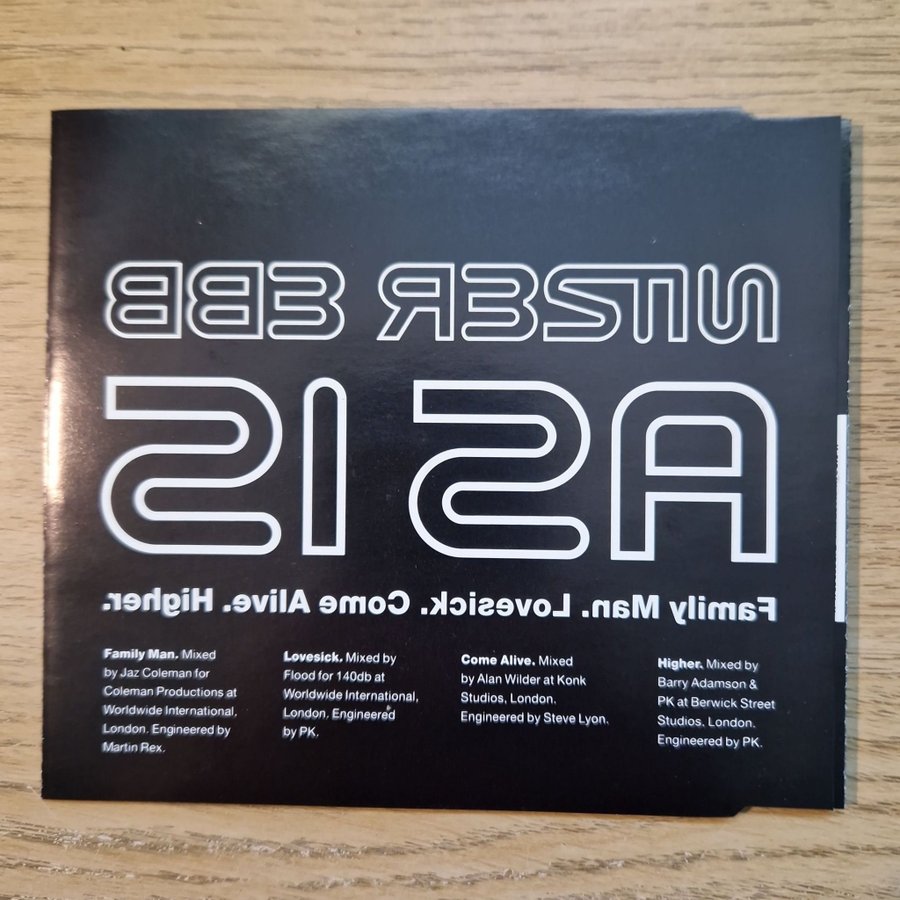 NITZER EBB
AS IS
Family Man. Lovesick. Come Alive. Higher.
Family Man. Mixed
by Jaz Coleman for
Coleman Productions at
Worldwide International,
London. Engineered by
Martin Rex.
Lovesick. Mixed by
Flood for 140db at
Worldwide International,
London. Engineered
by PK.
Come Alive. Mixed
by Alan Wilder at Konk
Studios, London.
Engineered by Steve Lyon.
Higher. Mixed by
Barry Adamson &
PK at Berwick Street
Studios, London.
Engineered by PK.